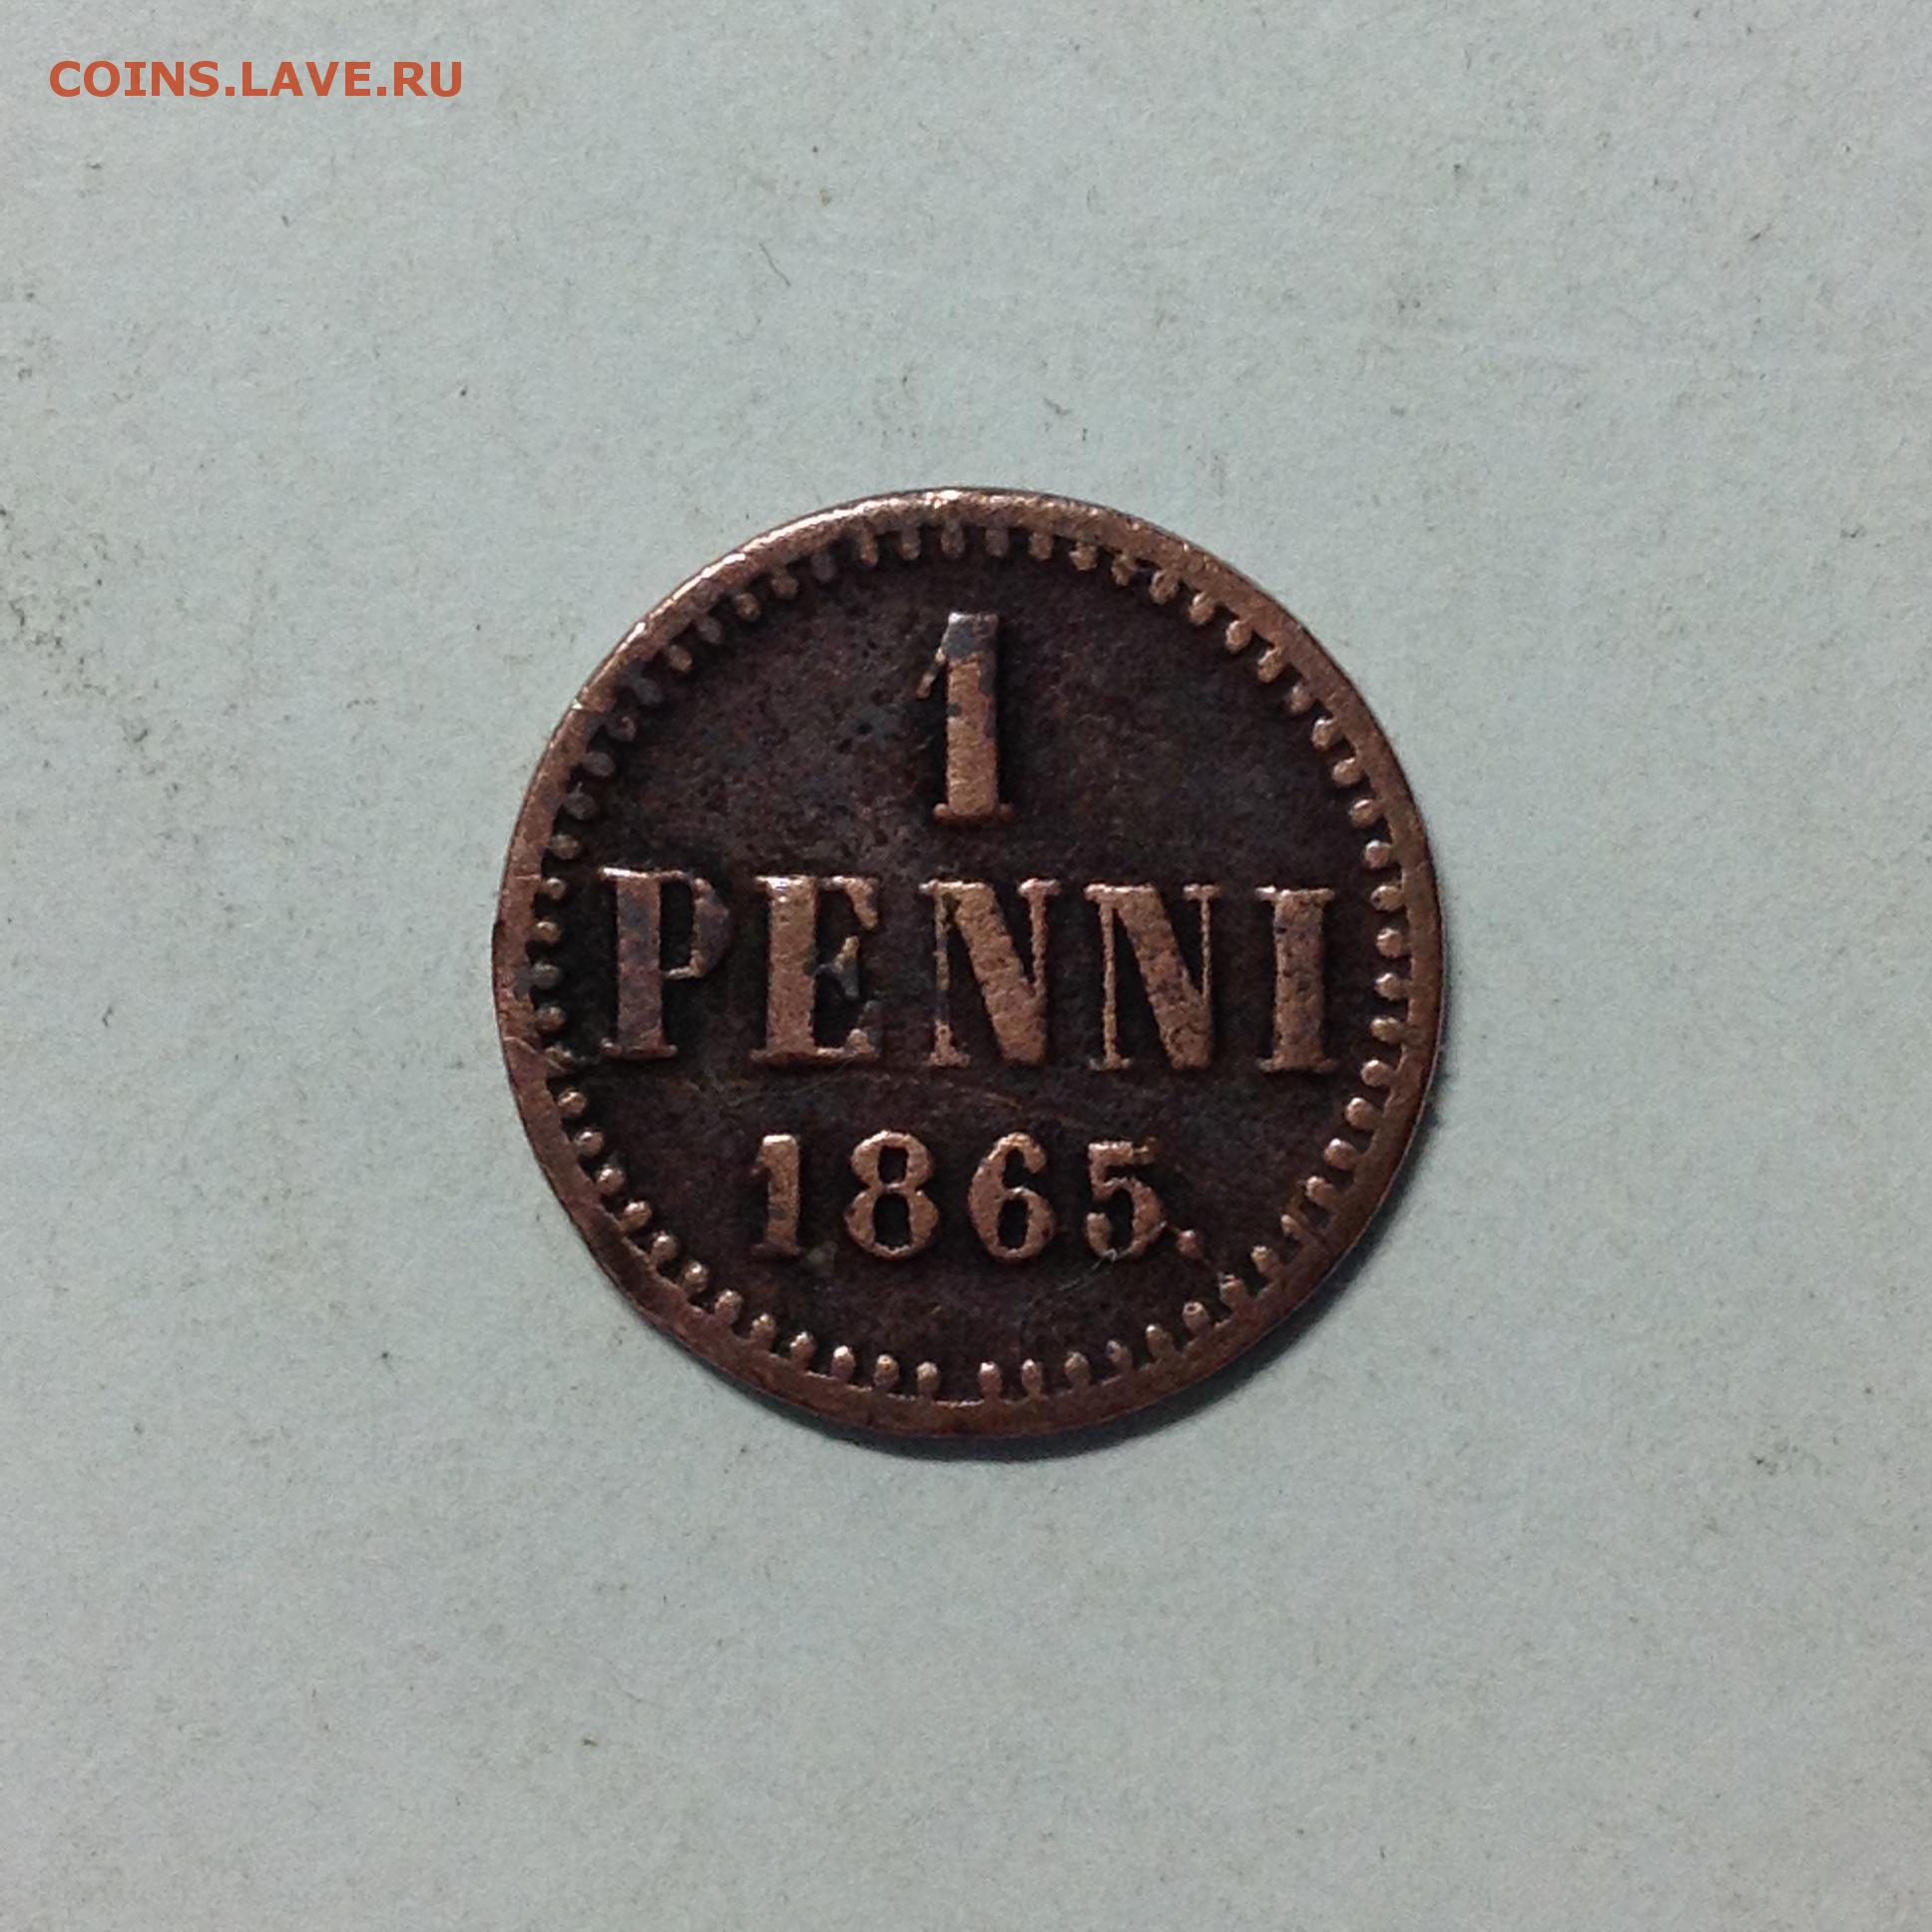 COINS.LAVE.RU
1
PENNI
1865.